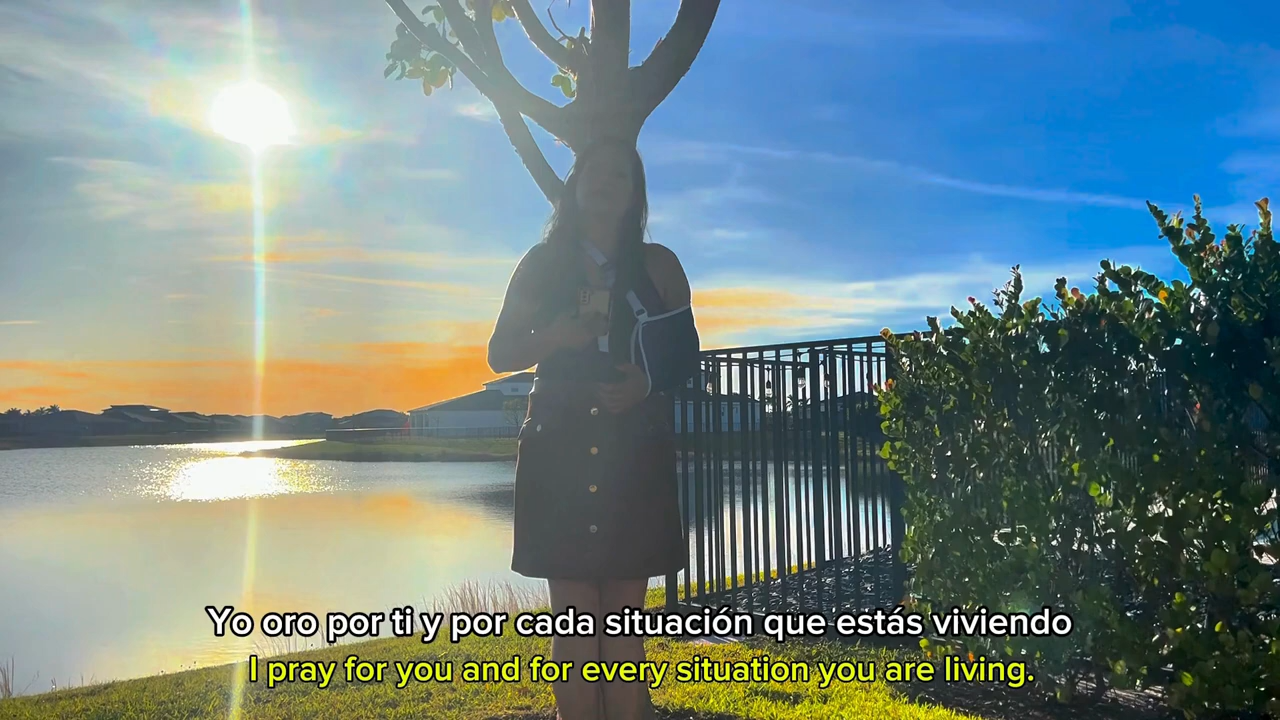 Yo oro por ti y por cada situación que estás viviendo
I pray for you and for every situation you are living.